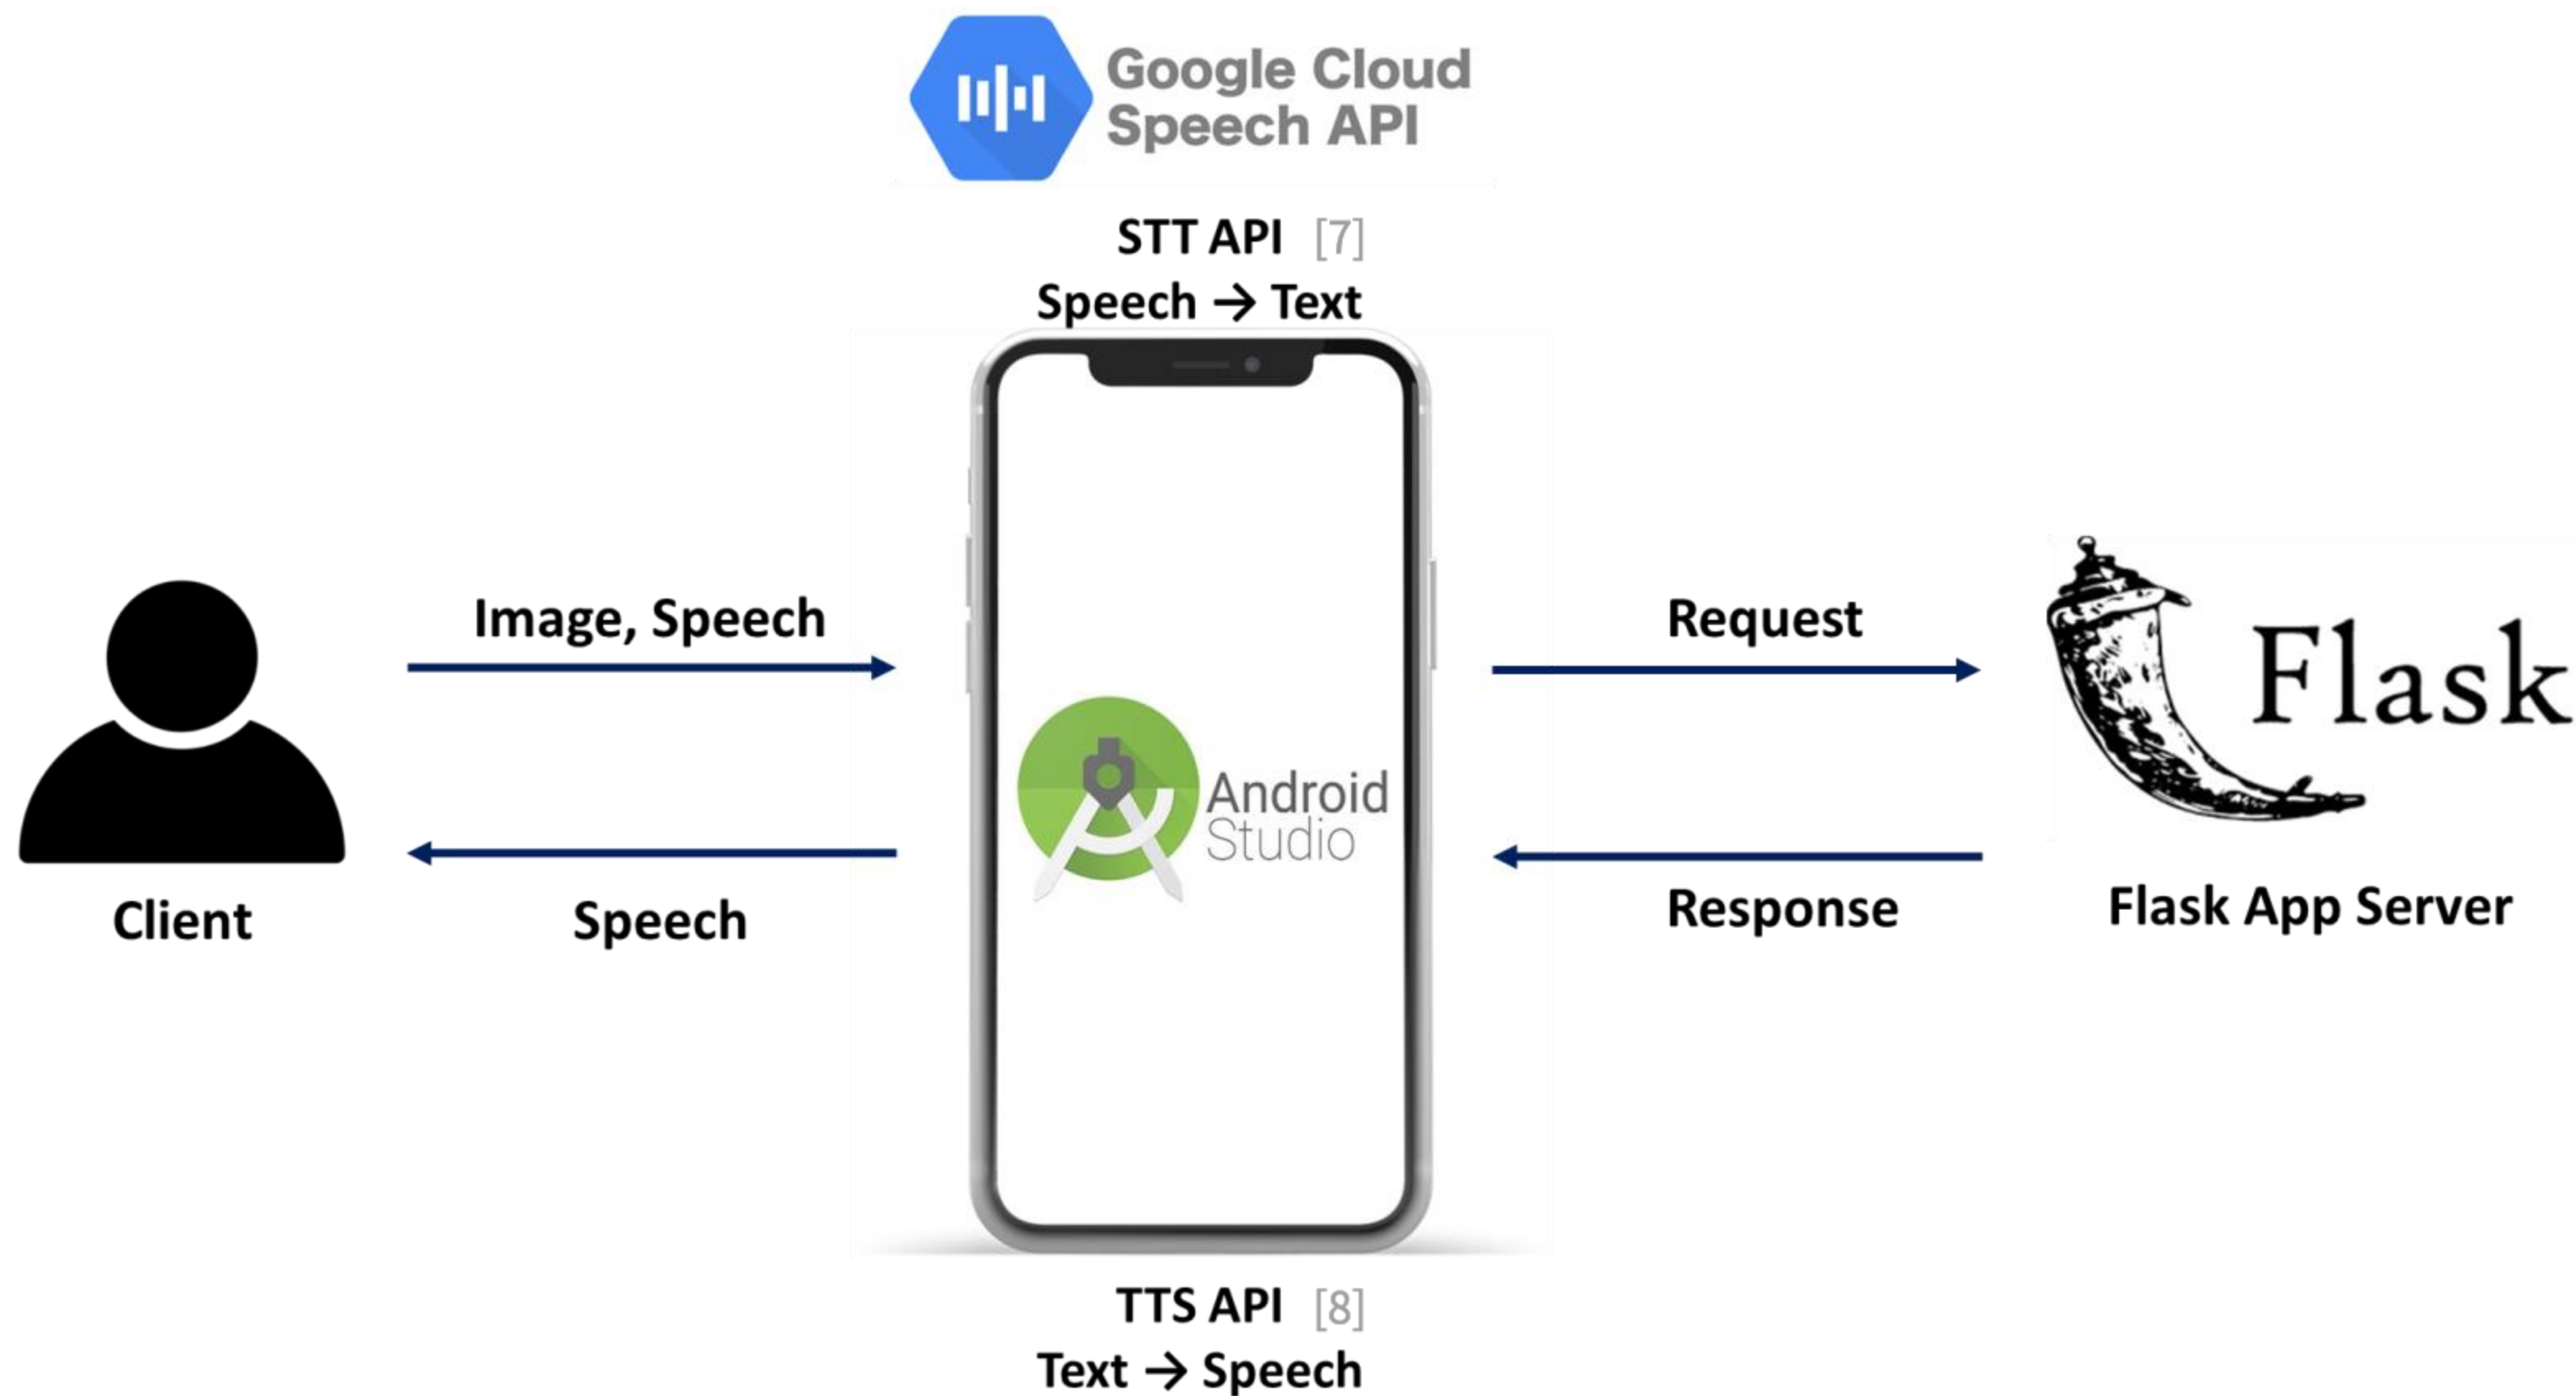 Google Cloud
Speech API
STT API [7]
Speech → Text
Image, Speech
Request
Flask
Android
Studio
Client
Speech
Response
Flask App Server
TTS API [8]
Text → Speech